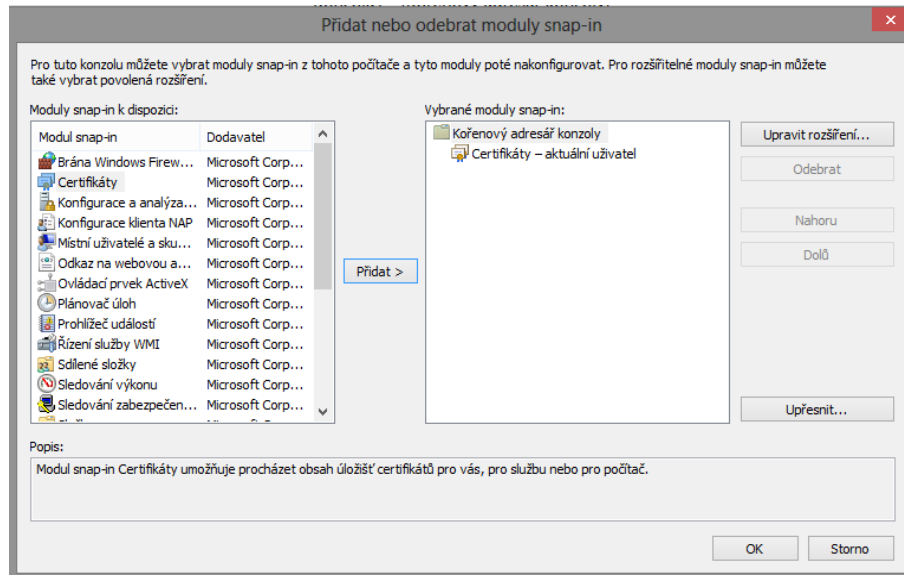 Přidat nebo odebrat moduly snap-in
Pro tuto konzolu můžete vybrat moduly snap-in z tohoto počítače a tyto moduly poté nakonfigurovat. Pro rozšiřitelné moduly snap-in můžete
také vybrat povolená rozšíření.
Moduly snap-in k dispozici:
Modul snap-in Dodavatel
Brána Windows Firew... Microsoft Corp...
Certifikáty Microsoft Corp...
Konfigurace a analýza... Microsoft Corp...
Konfigurace klienta NAP Microsoft Corp...
Místní uživatelé a sku... Microsoft Corp...
Odkaz na webovou a... Microsoft Corp...
Ovládací prvek ActiveX Microsoft Corp...
Plánovač úloh Microsoft Corp...
Prohlížeč událostí Microsoft Corp...
Řízení služby WMI Microsoft Corp...
Sdílené složky Microsoft Corp...
Sledování výkonu Microsoft Corp...
Sledování zabezpečen... Microsoft Corp...
Přidat >
Vybrané moduly snap-in:
Kořenový adresář konzoly
Certifikáty – aktuální uživatel
Upravit rozšíření...
Odebrat
Nahoru
Dolů
Upřesnit...
Popis:
Modul snap-in Certifikáty umožňuje procházet obsah úložišť certifikátů pro vás, pro službu nebo pro počítač.
OK
Storno